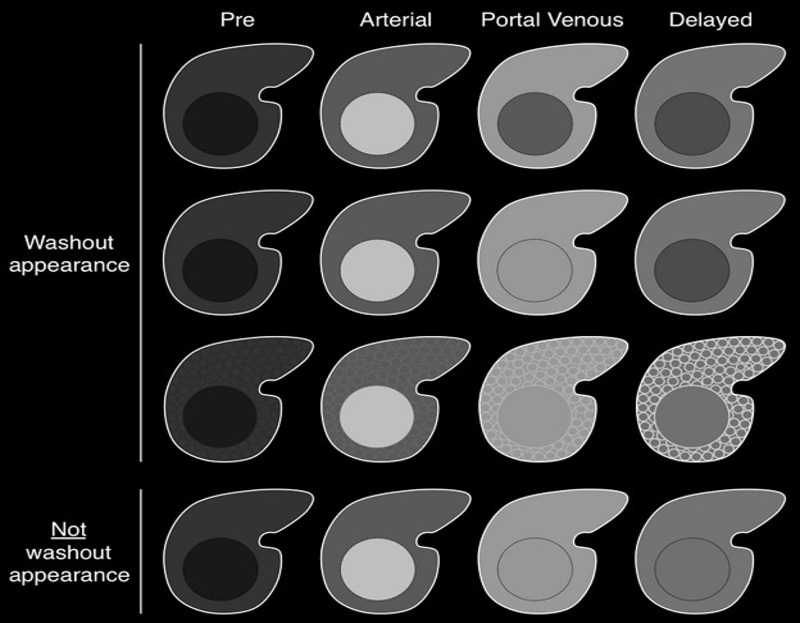 Pre Arterial Portal Venous Delayed
Washout
appearance
Not
washout
appearance